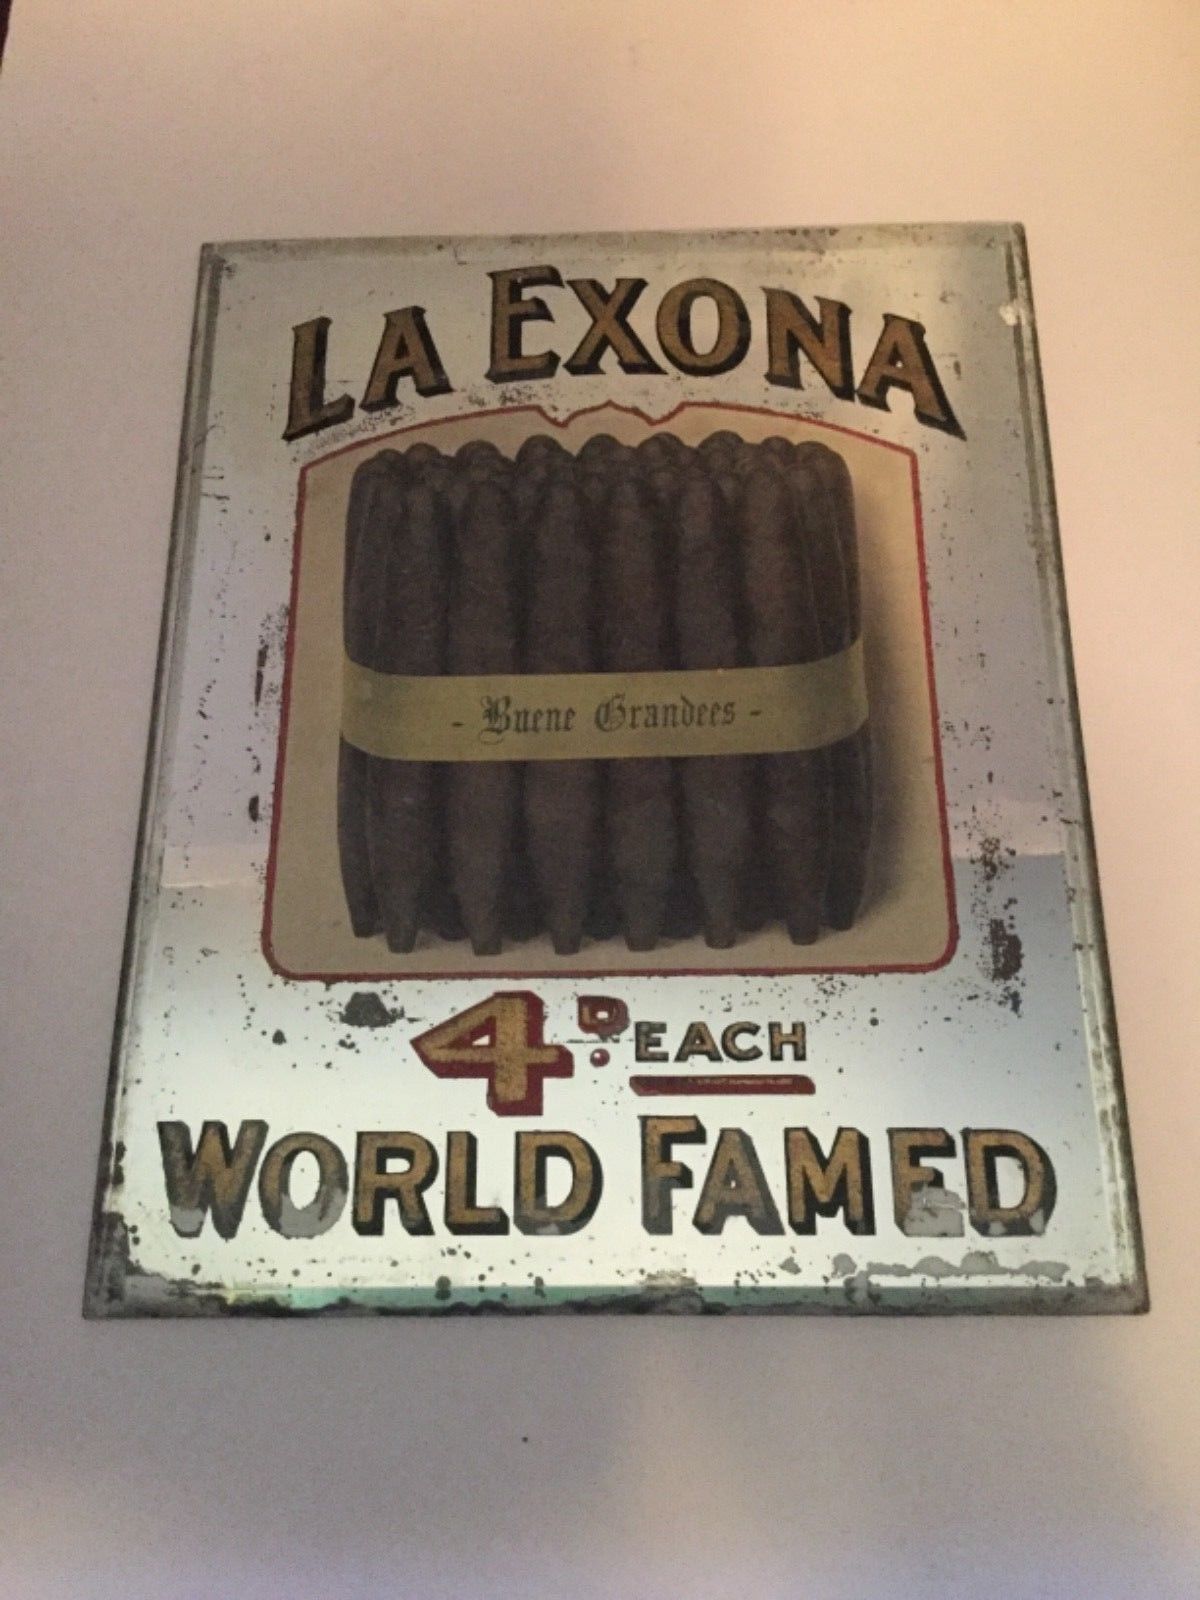 LA EXONA
- Buene Grandees -
4D. EACH
WORLD FAMED